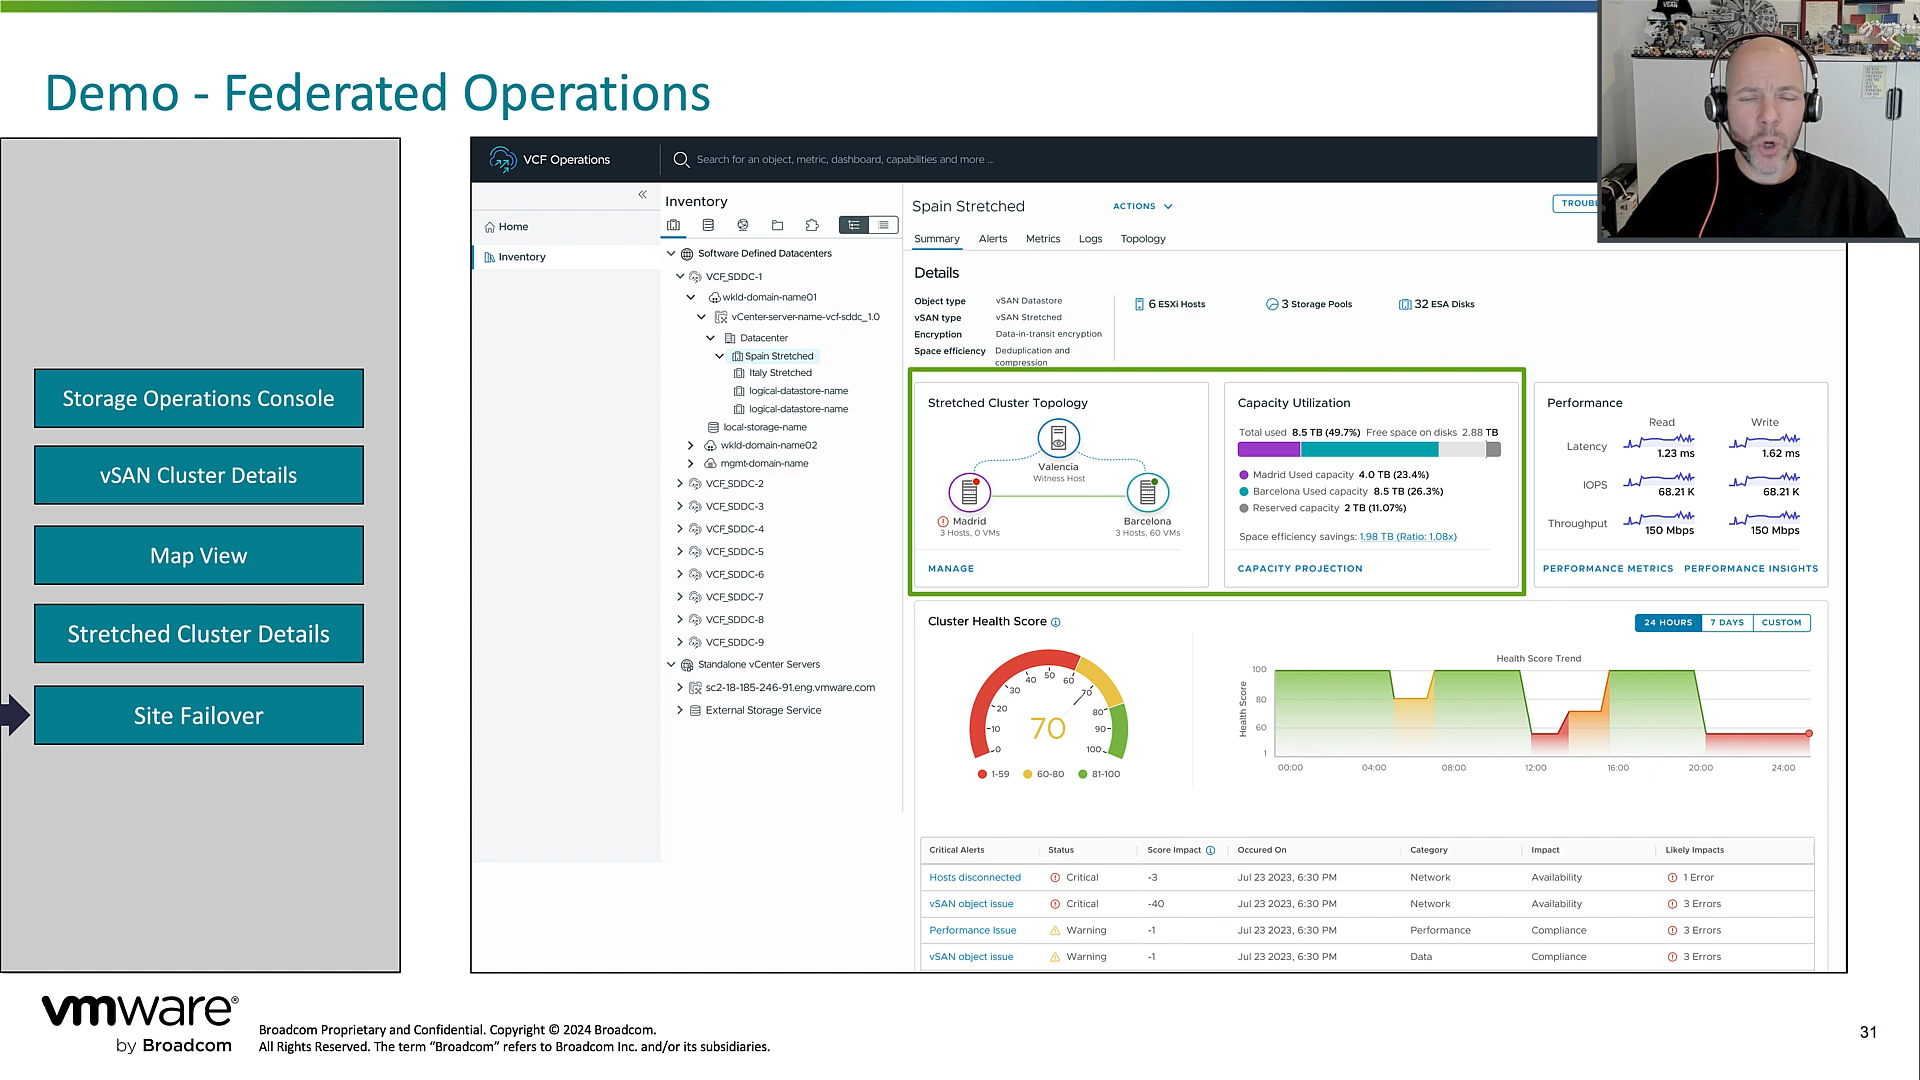 Demo - Federated Operations
Storage Operations Console
vSAN Cluster Details
Map View
Stretched Cluster Details
Site Failover
VCF Operations
Search for an object, metric, dashboard, capabilities and more ...
Home
Inventory
Inventory
Software Defined Datacenters
VCF_SDDC-1
wkld-domain-name01
vCenter-server-name-vcf-sddc_1.0
Datacenter
Spain Stretched
Italy Stretched
logical-datastore-name
logical-datastore-name
local-storage-name
wkld-domain-name02
mgmt-domain-name
VCF_SDDC-2
VCF_SDDC-3
VCF_SDDC-4
VCF_SDDC-5
VCF_SDDC-6
VCF_SDDC-7
VCF_SDDC-8
VCF_SDDC-9
Standalone vCenter Servers
sc2-18-185-246-91.eng.vmware.com
External Storage Service
Spain Stretched
ACTIONS
TROUB
Summary Alerts Metrics Logs Topology
Details
Object type vSAN Datastore
vSAN type vSAN Stretched
Encryption Data-in-transit encryption
Space efficiency Deduplication and
compression
6 ESXi Hosts 3 Storage Pools 32 ESA Disks
Stretched Cluster Topology
Valencia
Witness Host
Madrid
3 Hosts, 0 VMs
Barcelona
3 Hosts, 60 VMs
MANAGE
Capacity Utilization
Total used 8.5 TB (49.7%) Free space on disks 2.88 TB
Madrid Used capacity 4.0 TB (23.4%)
Barcelona Used capacity 8.5 TB (26.3%)
Reserved capacity 2 TB (11.07%)
Space efficiency savings: 1.98 TB (Ratio: 1.08x)
CAPACITY PROJECTION
Performance
Read Write
Latency 1.23 ms 1.62 ms
IOPS 68.21 K 68.21 K
Throughput 150 Mbps 150 Mbps
PERFORMANCE METRICS PERFORMANCE INSIGHTS
Cluster Health Score
24 HOURS 7 DAYS CUSTOM
0 10 20 30 40 50 60 70 80 90 100
70
1-59 60-80 81-100
Health Score Trend
Health Score
100
80
60
1
00:00 04:00 08:00 12:00 16:00 20:00 24:00
Critical Alerts Status Score Impact Occured On Category Impact Likely Impacts
Hosts disconnected Critical -3 Jul 23 2023, 6:30 PM Network Availability 1 Error
vSAN object issue Critical -40 Jul 23 2023, 6:30 PM Network Availability 3 Errors
Performance Issue Warning -1 Jul 23 2023, 6:30 PM Performance Compliance 3 Errors
vSAN object issue Warning -1 Jul 23 2023, 6:30 PM Data Compliance 3 Errors
vmware®
by Broadcom
Broadcom Proprietary and Confidential. Copyright © 2024 Broadcom.
All Rights Reserved. The term “Broadcom” refers to Broadcom Inc. and/or its subsidiaries.
31